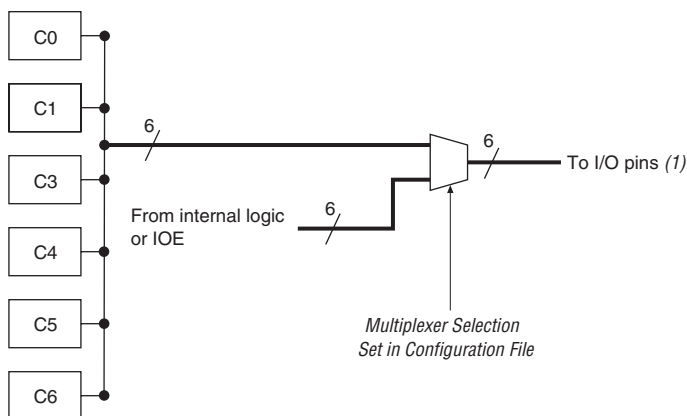 C0
C1
6
6
To I/O pins (1)
C3
From internal logic
or IOE
6
C4
C5
Multiplexer Selection
Set in Configuration File
C6